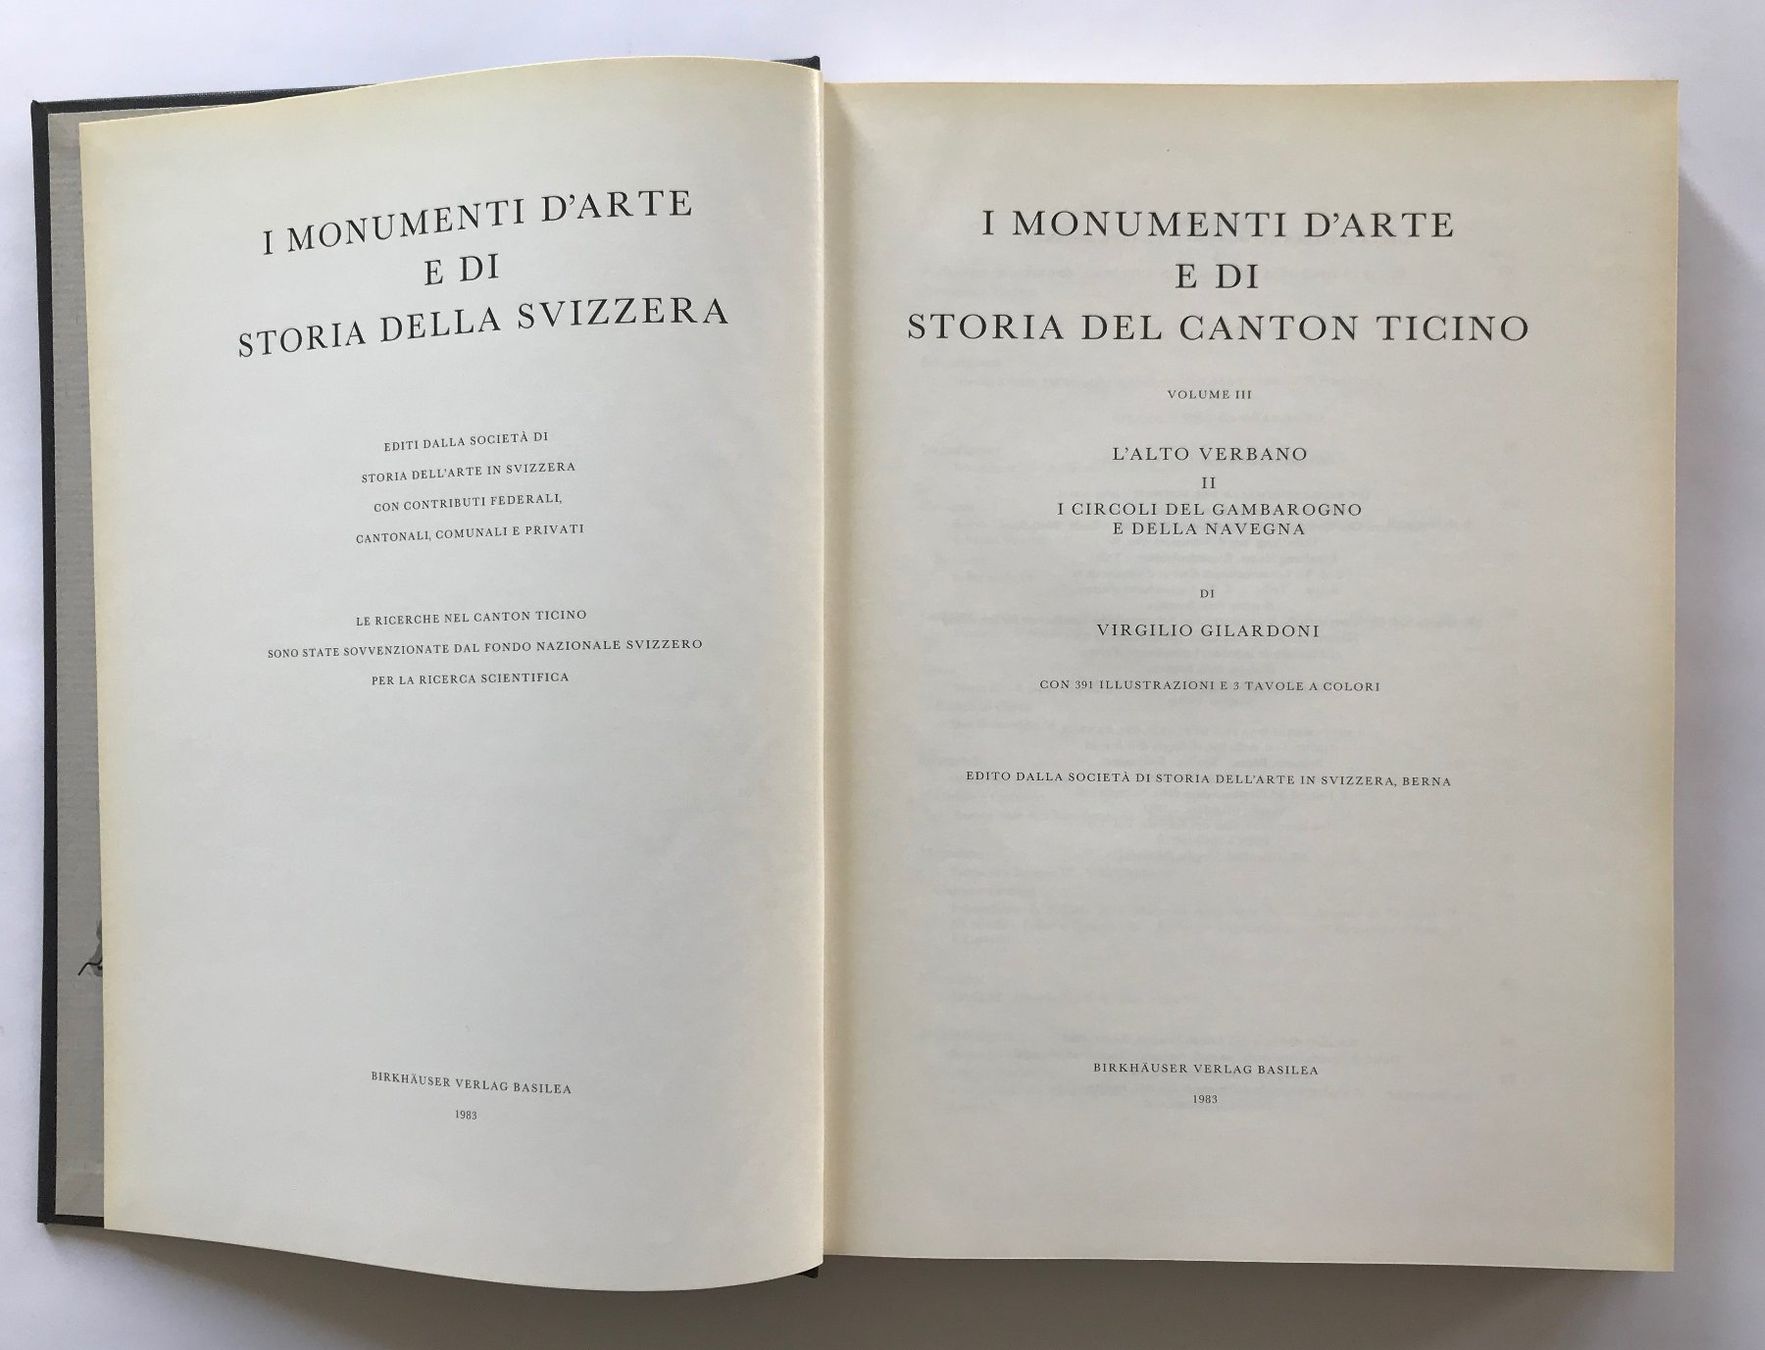 I MONUMENTI D'ARTE
E DI
STORIA DELLA SVIZZERA
EDITI DALLA SOCIETÀ DI
STORIA DELL'ARTE IN SVIZZERA
CON CONTRIBUTI FEDERALI,
CANTONALI, COMUNALI E PRIVATI
LE RICERCHE NEL CANTON TICINO
SONO STATE SOVVENZIONATE DAL FONDO NAZIONALE SVIZZERO
PER LA RICERCA SCIENTIFICA
BIRKHÄUSER VERLAG BASILEA
1983
I MONUMENTI D'ARTE
E DI
STORIA DEL CANTON TICINO
VOLUME III
L'ALTO VERBANO
II
I CIRCOLI DEL GAMBAROGNO
E DELLA NAVEGNA
DI
VIRGILIO GILARDONI
CON 391 ILLUSTRAZIONI E 3 TAVOLE A COLORI
EDITO DALLA SOCIETÀ DI STORIA DELL'ARTE IN SVIZZERA, BERNA
BIRKHÄUSER VERLAG BASILEA
1983